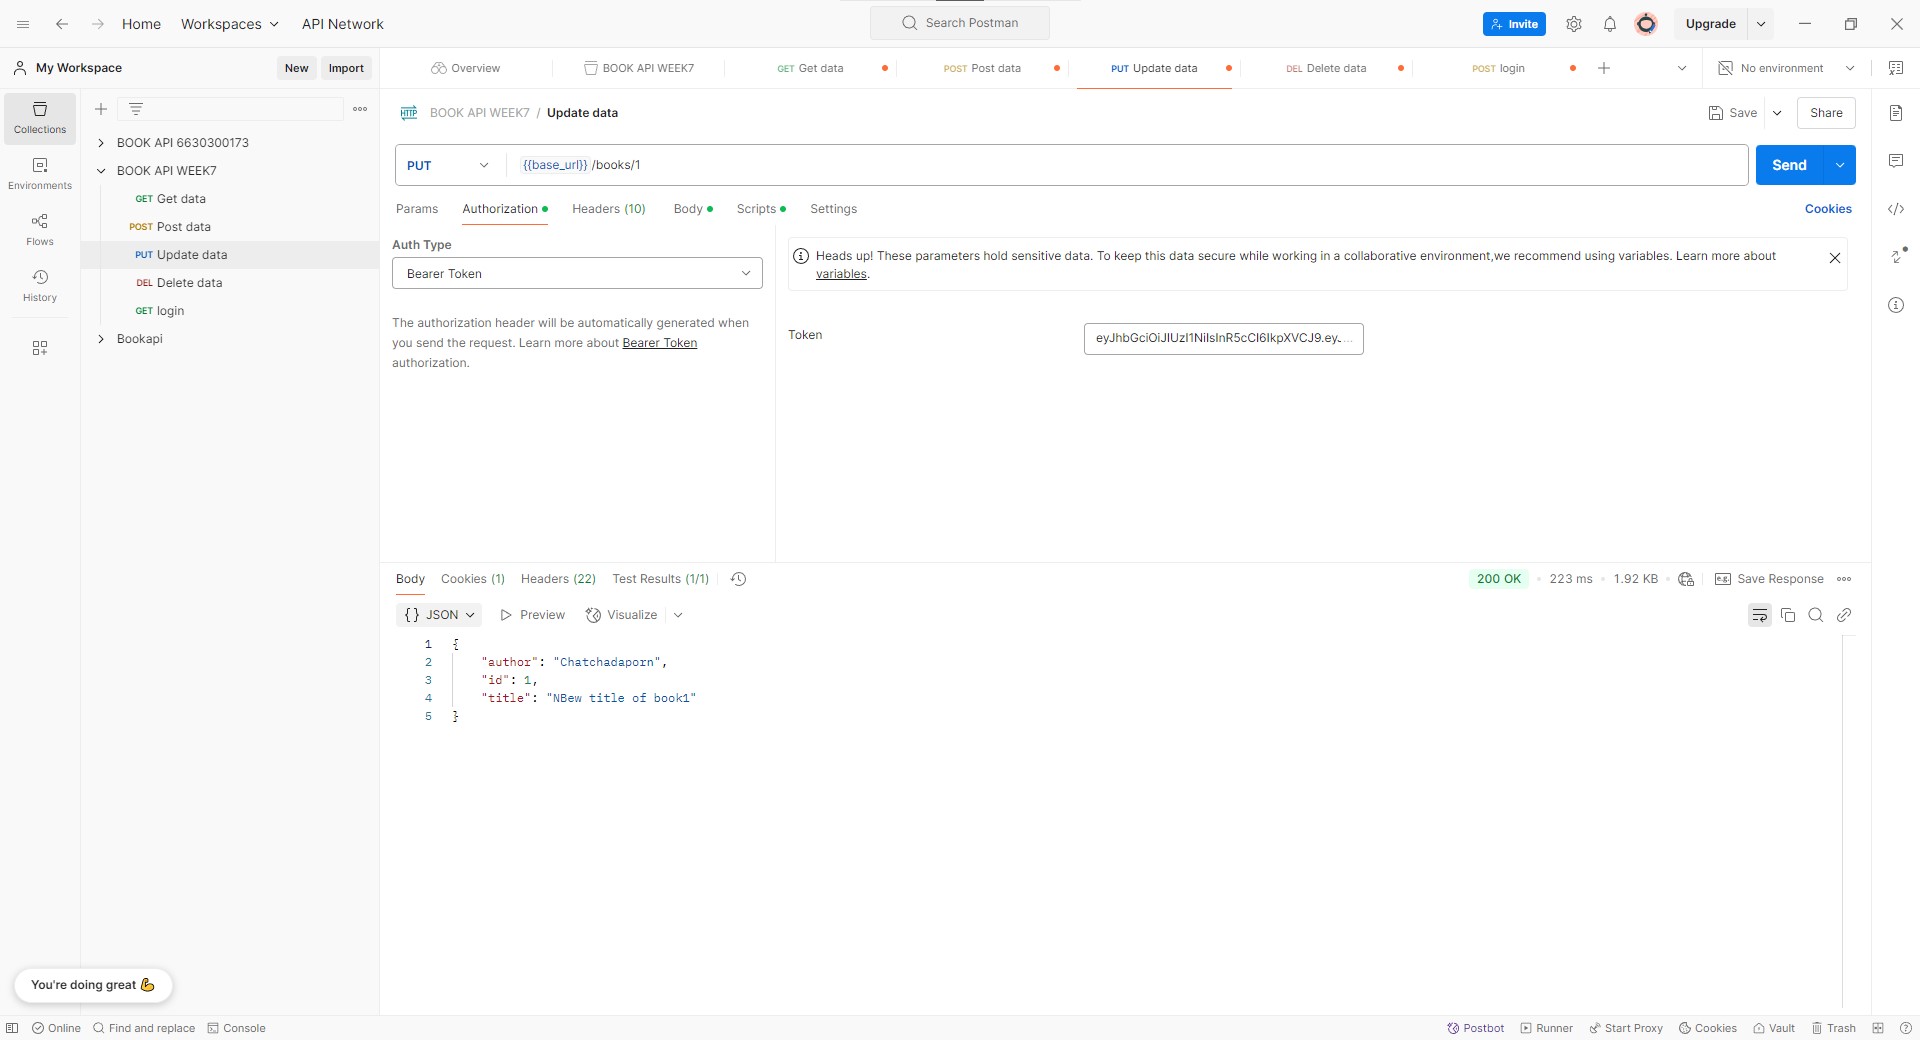 Home Workspaces API Network Search Postman Invite Upgrade
My Workspace New Import Overview BOOK API WEEK7 GET Get data POST Post data PUT Update data DEL Delete data POST login No environment
Collections
Environments
Flows
History
BOOK API 6630300173
BOOK API WEEK7
GET Get data
POST Post data
PUT Update data
DEL Delete data
GET login
Bookapi
HTTP BOOK API WEEK7 / Update data Save Share
PUT {{base_url}} /books/1 Send
Params Authorization Headers (10) Body Scripts Settings Cookies
Auth Type
Bearer Token
The authorization header will be automatically generated when
you send the request. Learn more about Bearer Token
authorization.
Heads up! These parameters hold sensitive data. To keep this data secure while working in a collaborative environment,we recommend using variables. Learn more about
variables.
Token
Body Cookies (1) Headers (22) Test Results (1/1) 200 OK 223 ms 1.92 KB e.g. Save Response
{} JSON Preview Visualize
1 {
2 "author": "Chatchadaporn",
3 "id": 1,
4 "title": "NBew title of book1"
5 }
You're doing great 💪
Online Find and replace Console Postbot Runner Start Proxy Cookies Vault Trash